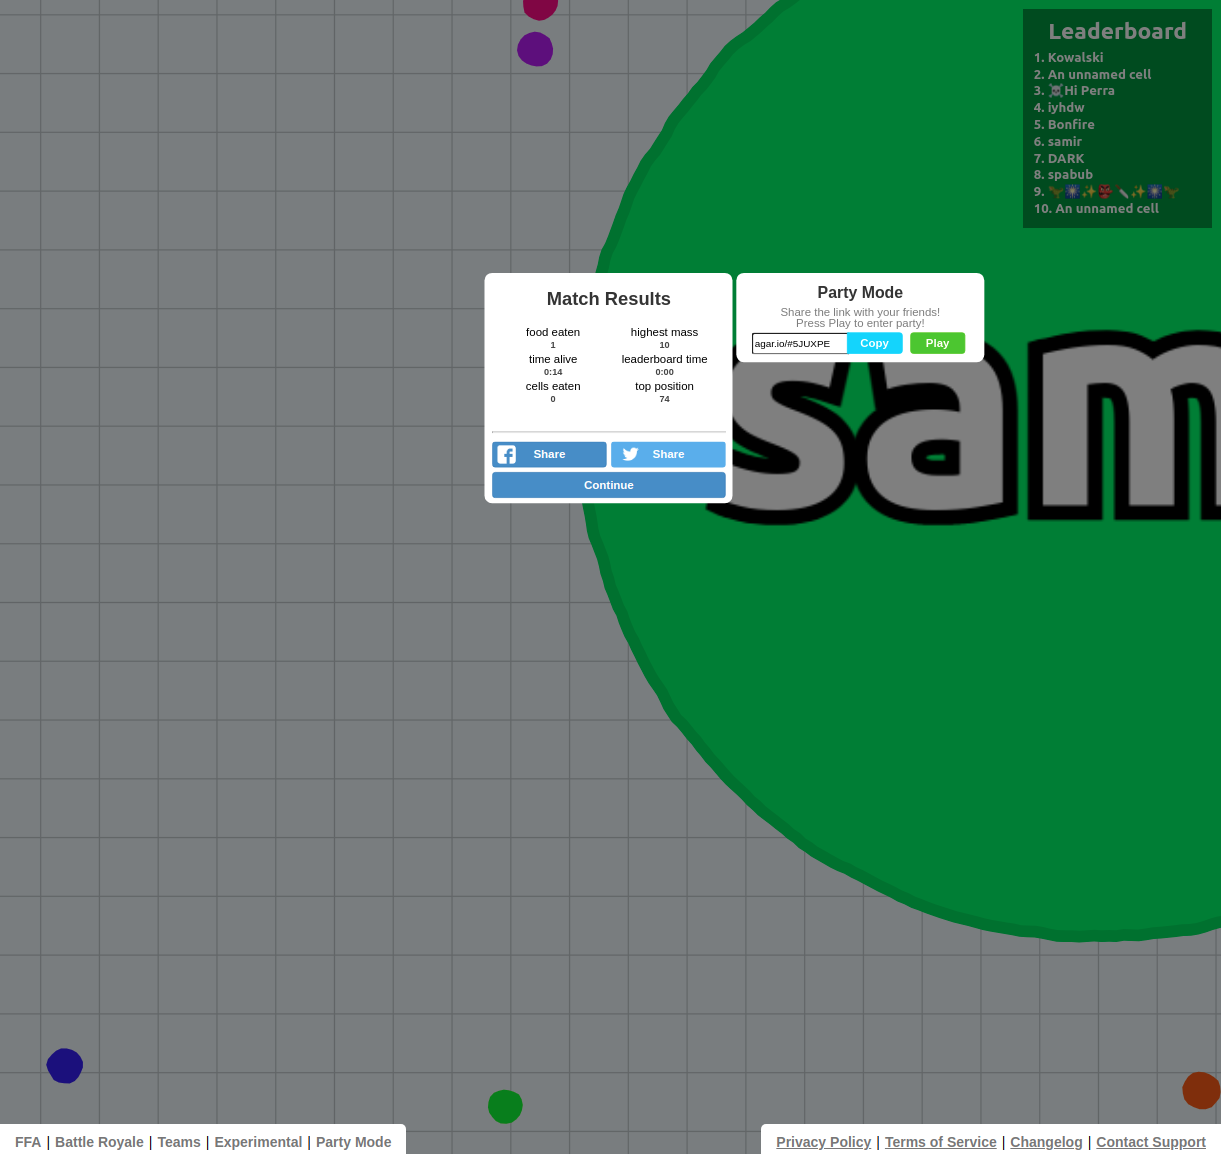 Leaderboard
1. Kowalski
2. An unnamed cell
3. ☠️Hi Perra
4. iyhdw
5. Bonfire
6. samir
7. DARK
8. spabub
9.
10. An unnamed cell
Match Results
food eaten highest mass
1 10
time alive leaderboard time
0:14 0:00
cells eaten top position
0 74
Share Share
Continue
Party Mode
Share the link with your friends!
Press Play to enter party!
agar.io/#5JUXPE Copy Play
sam
FFA | Battle Royale | Teams | Experimental | Party Mode
Privacy Policy | Terms of Service | Changelog | Contact Support